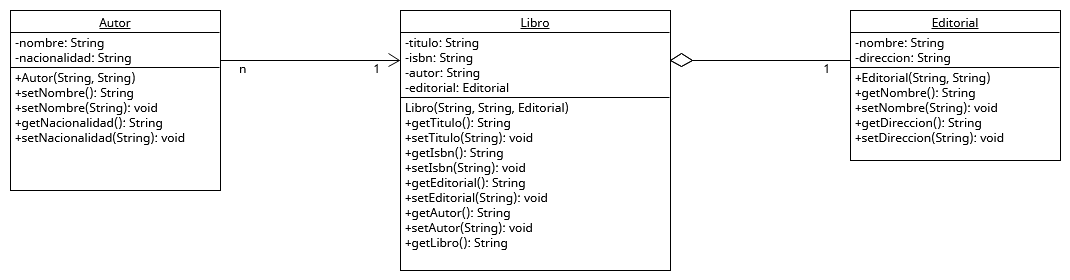 Autor
-nombre: String
-nacionalidad: String
+Autor(String, String)
+setNombre(): String
+setNombre(String): void
+getNacionalidad(): String
+setNacionalidad(String): void
n
1
Libro
-titulo: String
-isbn: String
-autor: String
-editorial: Editorial
Libro(String, String, Editorial)
+getTitulo(): String
+setTitulo(String): void
+getIsbn(): String
+setIsbn(String): void
+getEditorial(): String
+setEditorial(String): void
+getAutor(): String
+setAutor(String): void
+getLibro(): String
1
Editorial
-nombre: String
-direccion: String
+Editorial(String, String)
+getNombre(): String
+setNombre(String): void
+getDireccion(): String
+setDireccion(String): void